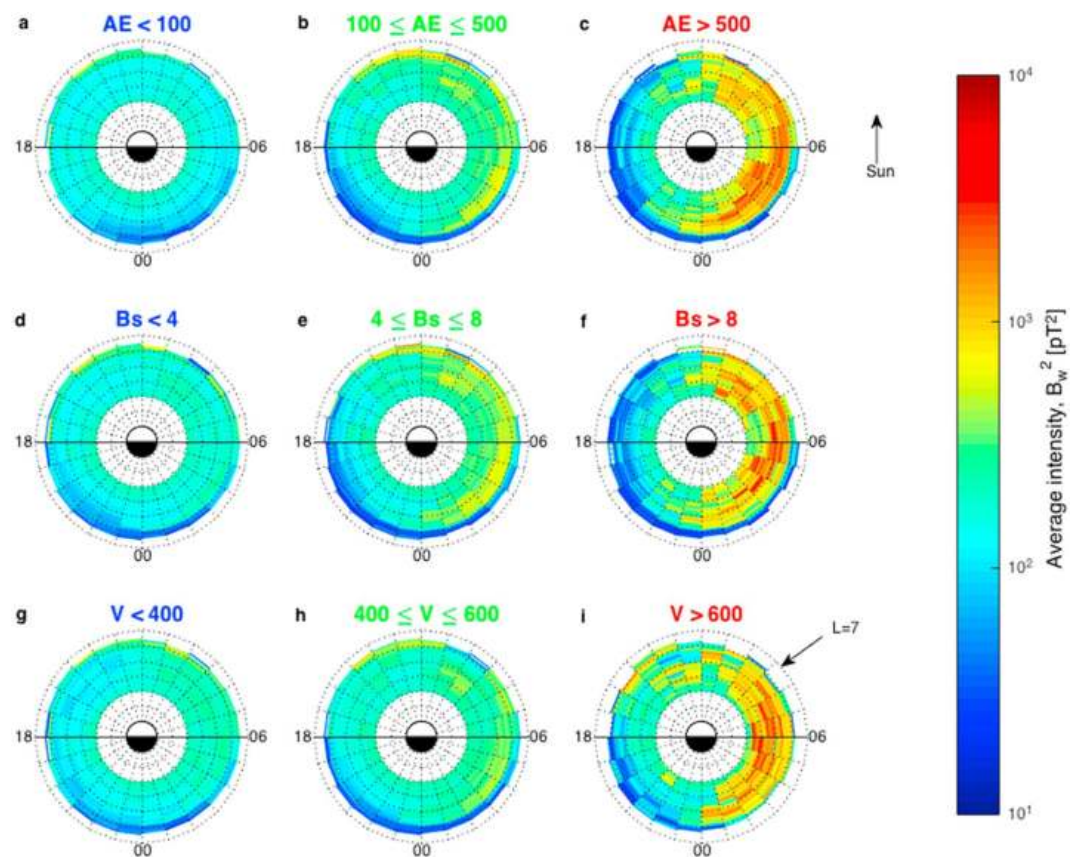 a AE < 100
b 100 ≤ AE ≤ 500
c AE > 500
18 06 00
18 06 00
18 06 00
Sun
d Bs < 4
e 4 ≤ Bs ≤ 8
f Bs > 8
18 06 00
18 06 00
18 06 00
g V < 400
h 400 ≤ V ≤ 600
i V > 600
L=7
18 06 00
18 06 00
18 06 00
10⁴
10³
10²
10¹
Average intensity, B_w² [pT²]